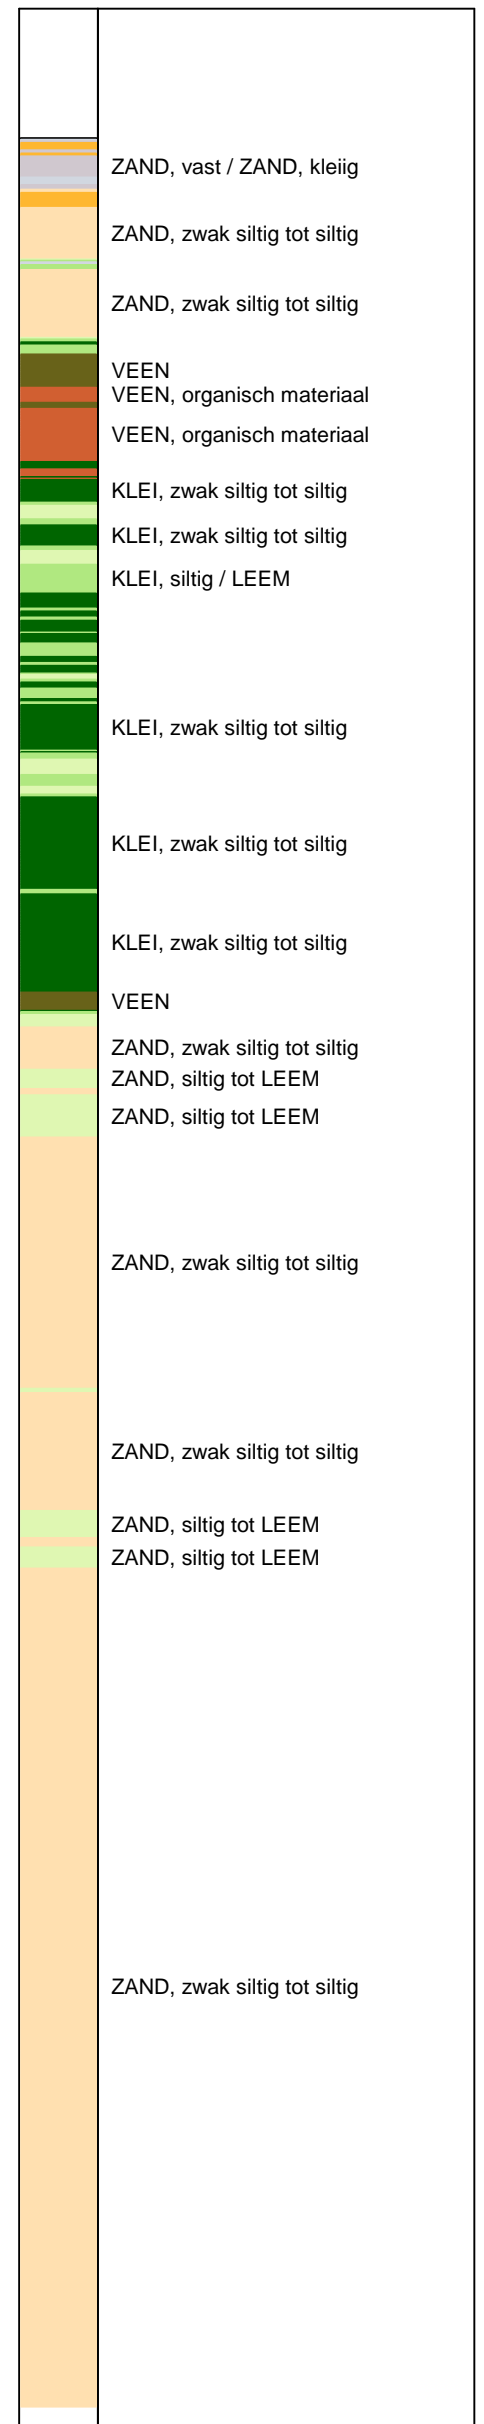 ZAND, vast / ZAND, kleiig
ZAND, zwak siltig tot siltig
ZAND, zwak siltig tot siltig
VEEN
VEEN, organisch materiaal
VEEN, organisch materiaal
KLEI, zwak siltig tot siltig
KLEI, zwak siltig tot siltig
KLEI, siltig / LEEM
KLEI, zwak siltig tot siltig
KLEI, zwak siltig tot siltig
KLEI, zwak siltig tot siltig
VEEN
ZAND, zwak siltig tot siltig
ZAND, siltig tot LEEM
ZAND, siltig tot LEEM
ZAND, zwak siltig tot siltig
ZAND, zwak siltig tot siltig
ZAND, siltig tot LEEM
ZAND, siltig tot LEEM
ZAND, zwak siltig tot siltig